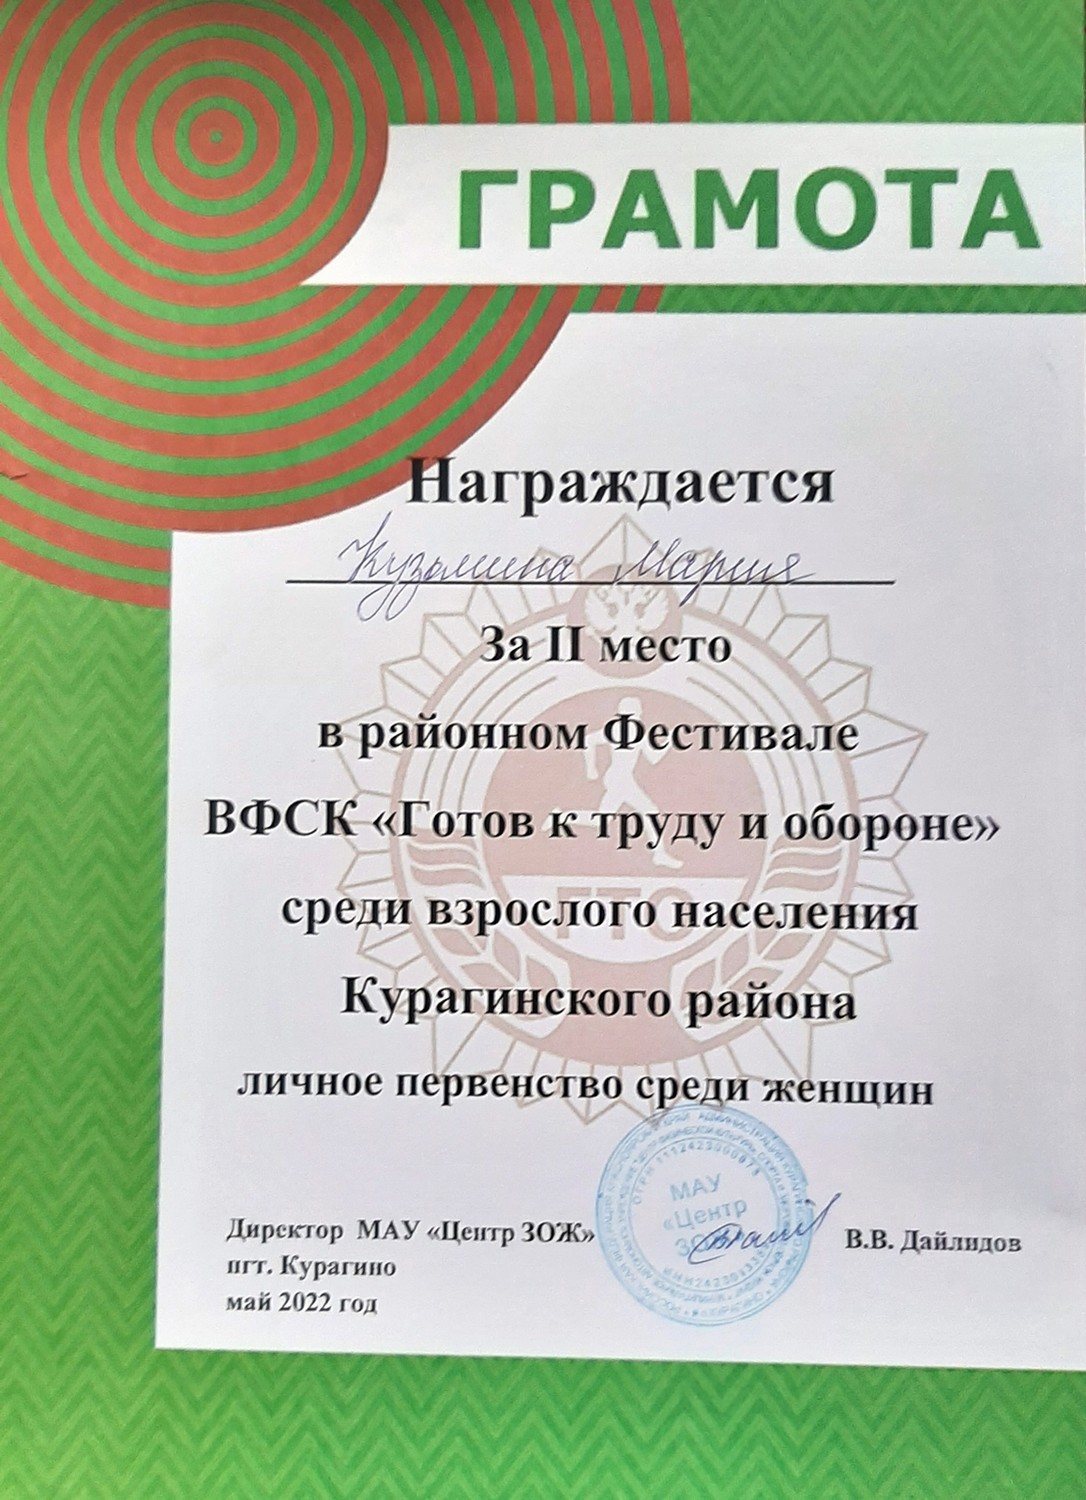 ГРАМОТА
Награждается
Кузьмина Мария
За II место
в районном Фестивале
ВФСК «Готов к труду и обороне»
среди взрослого населения
ГТО
Курагинского района
личное первенство среди женщин
МАУ
«Центр
Директор МАУ «Центр ЗОЖ»
В.В. Дайлидов
пгт. Курагино
май 2022 год